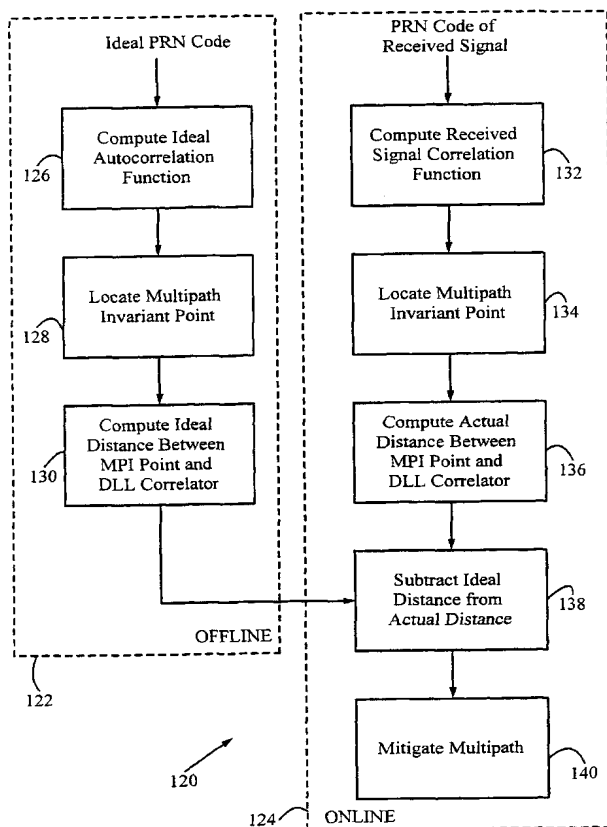 Ideal PRN Code
Compute Ideal
Autocorrelation
Function
126
Locate Multipath
Invariant Point
128
Compute Ideal
Distance Between
MPI Point and
DLL Correlator
130
OFFLINE
122
120
PRN Code of
Received Signal
Compute Received
Signal Correlation
Function
132
Locate Multipath
Invariant Point
134
Compute Actual
Distance Between
MPI Point and
DLL Correlator
136
Subtract Ideal
Distance from
Actual Distance
138
Mitigate Multipath
140
124
ONLINE